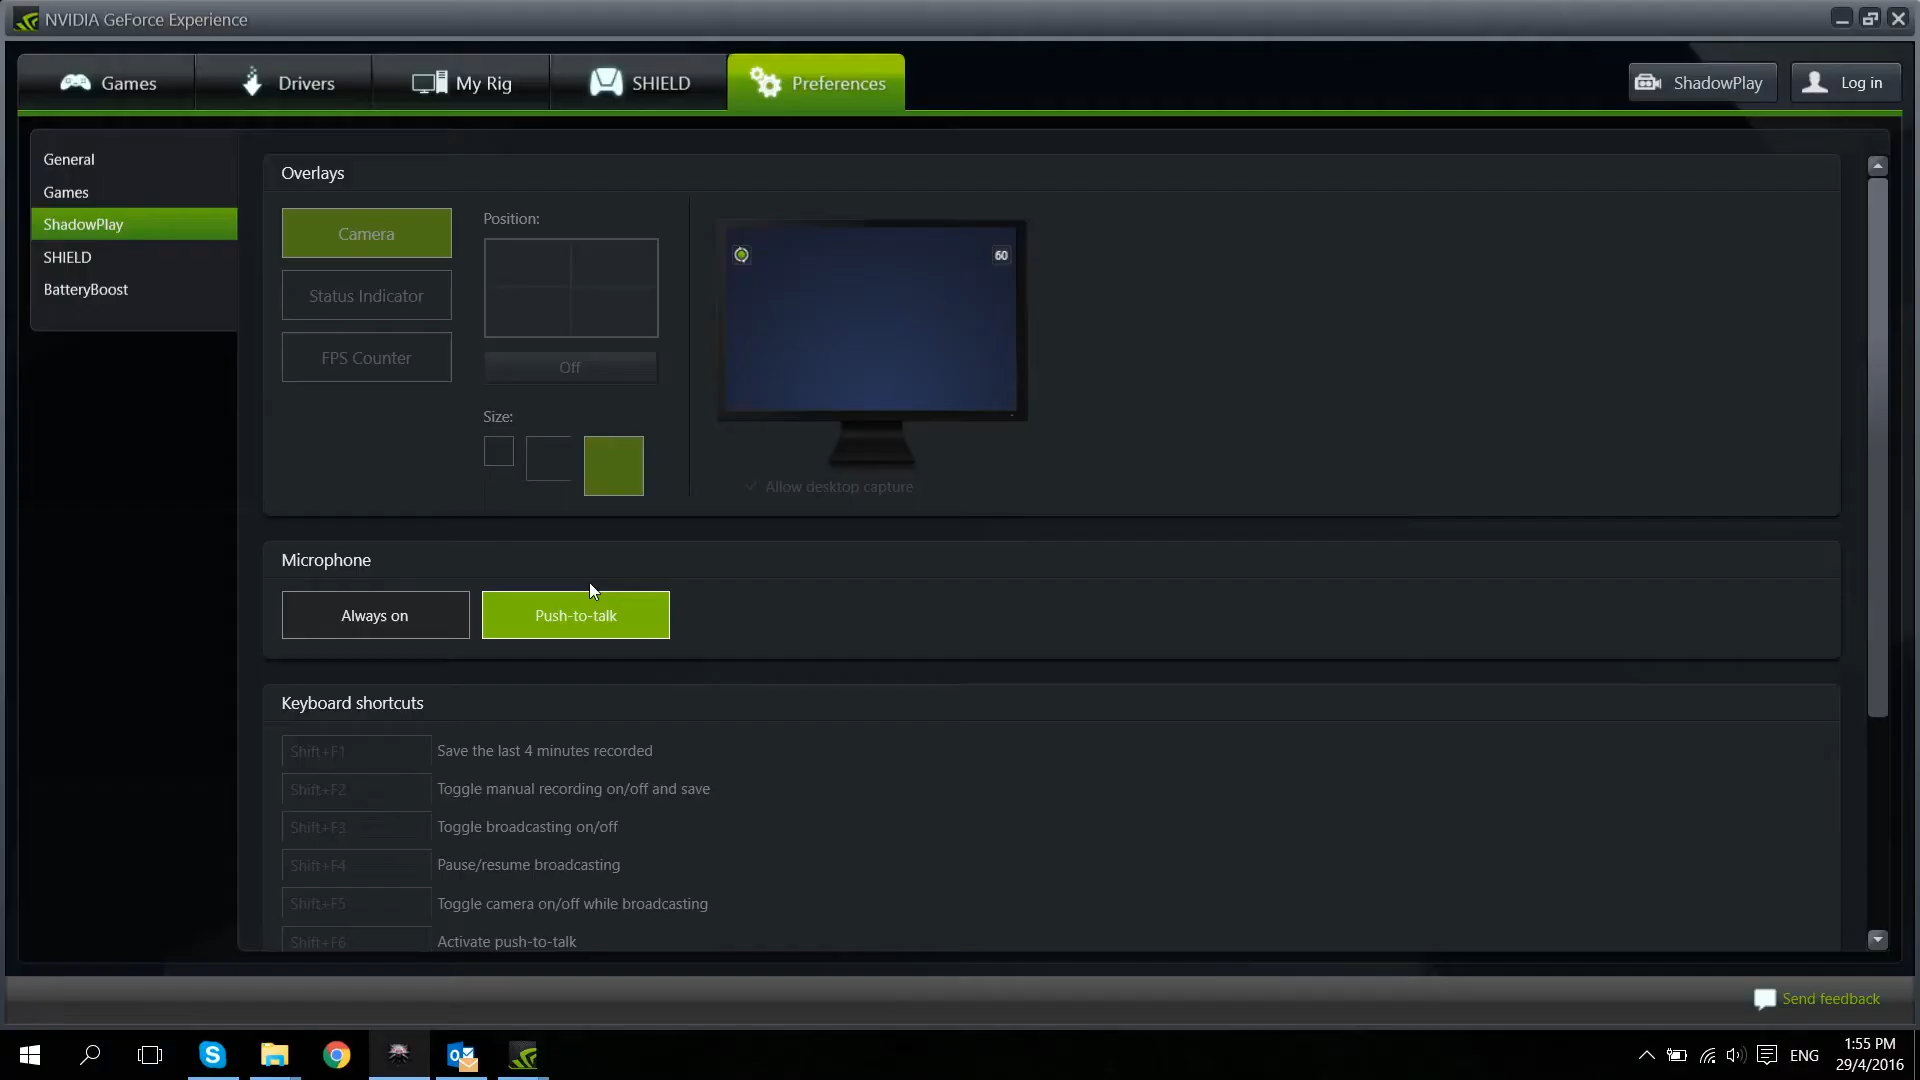 NVIDIA GeForce Experience
Games
Drivers
My Rig
SHIELD
Preferences
ShadowPlay
Log in
General
Games
ShadowPlay
SHIELD
BatteryBoost
Overlays
Camera
Status Indicator
FPS Counter
Position:
Off
Size:
60
Allow desktop capture
Microphone
Always on
Push-to-talk
Keyboard shortcuts
Shift+F1 Save the last 4 minutes recorded
Shift+F2 Toggle manual recording on/off and save
Shift+F3 Toggle broadcasting on/off
Shift+F4 Pause/resume broadcasting
Shift+F5 Toggle camera on/off while broadcasting
Shift+F6 Activate push-to-talk
Send feedback
ENG
1:55 PM
29/4/2016